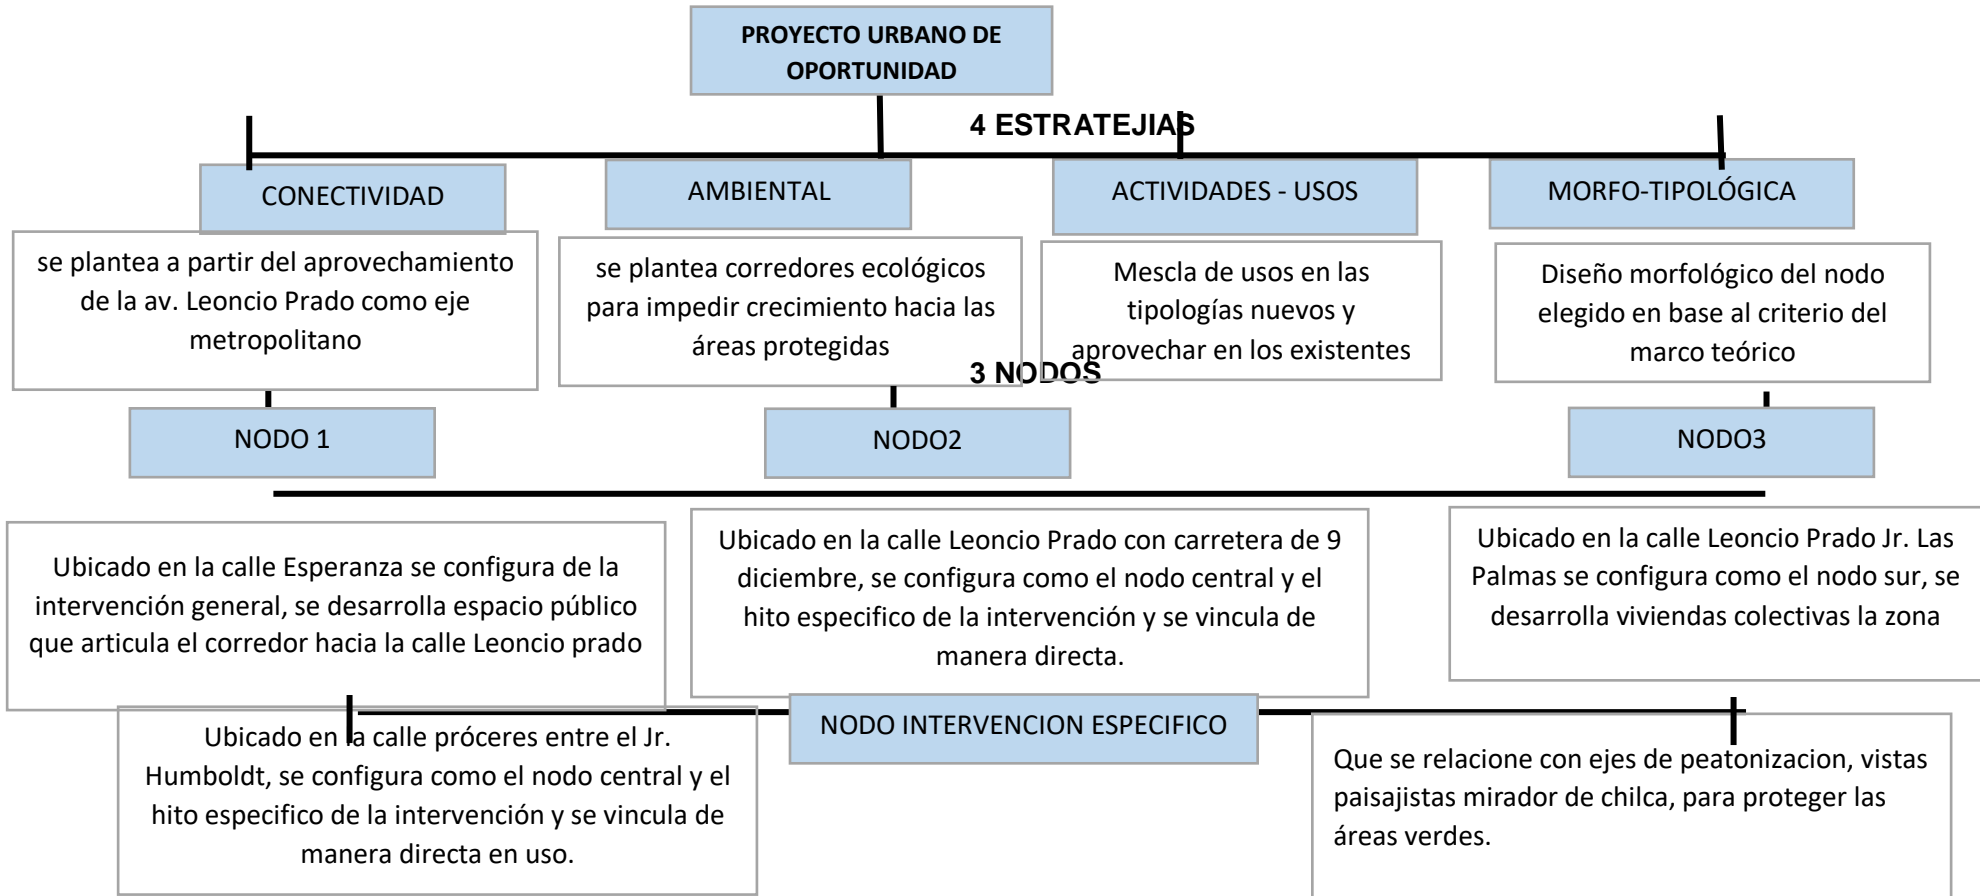 PROYECTO URBANO DE
OPORTUNIDAD
4 ESTRATEJIAS
CONECTIVIDAD
AMBIENTAL
ACTIVIDADES - USOS
MORFO-TIPOLÓGICA
se plantea a partir del aprovechamiento
de la av. Leoncio Prado como eje
metropolitano
se plantea corredores ecológicos
para impedir crecimiento hacia las
áreas protegidas
Mescla de usos en las
tipologías nuevos y
aprovechar en los existentes
Diseño morfológico del nodo
elegido en base al criterio del
marco teórico
3 NODOS
NODO 1
NODO2
NODO3
Ubicado en la calle Esperanza se configura de la
intervención general, se desarrolla espacio público
que articula el corredor hacia la calle Leoncio prado
Ubicado en la calle Leoncio Prado con carretera de 9
diciembre, se configura como el nodo central y el
hito especifico de la intervención y se vincula de
manera directa.
Ubicado en la calle Leoncio Prado Jr. Las
Palmas se configura como el nodo sur, se
desarrolla viviendas colectivas la zona
NODO INTERVENCION ESPECIFICO
Ubicado en la calle próceres entre el Jr.
Humboldt, se configura como el nodo central y el
hito especifico de la intervención y se vincula de
manera directa en uso.
Que se relacione con ejes de peatonizacion, vistas
paisajistas mirador de chilca, para proteger las
áreas verdes.